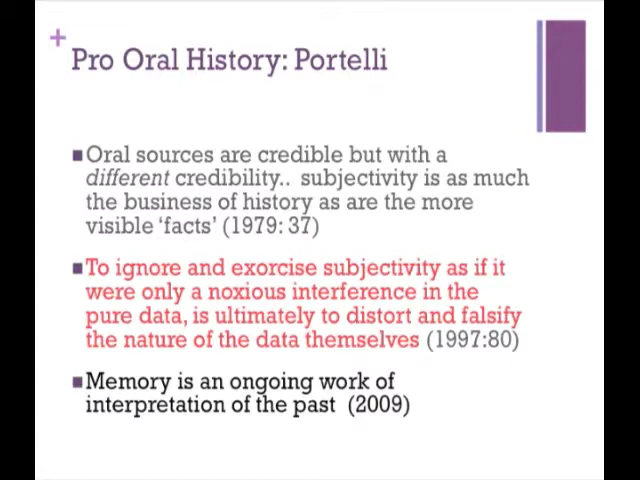 +
Pro Oral History: Portelli
Oral sources are credible but with a
different credibility.. subjectivity is as much
the business of history as are the more
visible ‘facts’ (1979: 37)
To ignore and exorcise subjectivity as if it
were only a noxious interference in the
pure data, is ultimately to distort and falsify
the nature of the data themselves (1997:80)
Memory is an ongoing work of
interpretation of the past (2009)